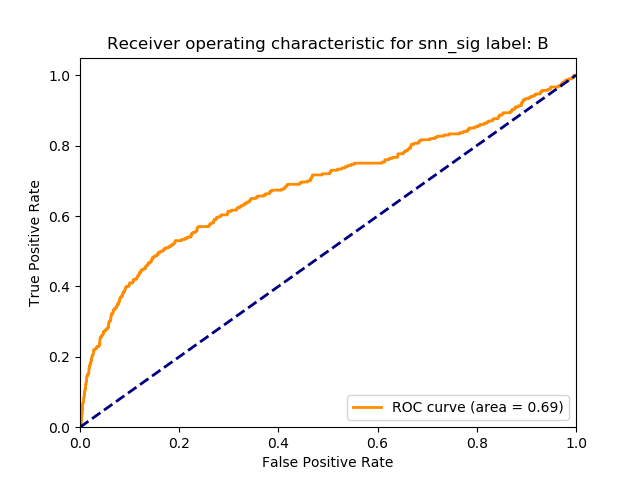 Receiver operating characteristic for snn_sig label: B
True Positive Rate
1.0
0.8
0.6
0.4
0.2
0.0
0.0 0.2 0.4 0.6 0.8 1.0
False Positive Rate
ROC curve (area = 0.69)